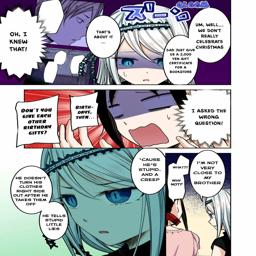 UM, WELL...
WE DON'T
REALLY
CELEBRATE
CHRISTMAS
DAD JUST GIVE
US A 2,000
YEN GIFT
CERTIFICATE
FOR A
BOOKSTORE
THAT'S
ABOUT IT
OH, I
KNEW
THAT!
I ASKED
THE
WRONG
QUESTION!
BIRTH-
DAYS,
THEN...
DON'T YOU
GIVE EACH
OTHER
BIRTHDAY
GIFTS?
I'M NOT
VERY CLOSE
TO MY
BROTHER
WHY
NOT?
'CAUSE
HE'S
STUPID,
AND A
CREEP
HE DOESN'T
TURN HIS
CLOTHES
RIGHT SIDE
OUT AFTER HE
TAKES THEM
OFF
HE TELLS
STUPID
LITTLE
LIES